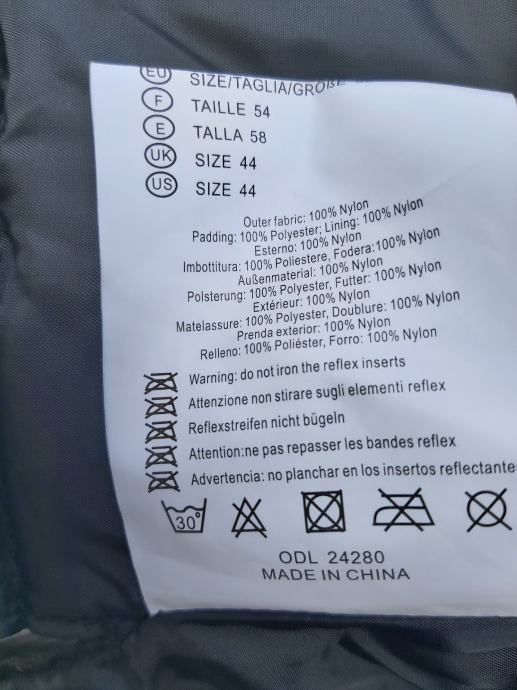 EU SIZE/TAGLIA/GRÖßE
F TAILLE 54
E TALLA 58
UK SIZE 44
US SIZE 44
Outer fabric: 100% Nylon
Padding: 100% Polyester; Lining: 100% Nylon
Esterno: 100% Nylon
Imbottitura: 100% Poliestere, Fodera:100% Nylon
Außenmaterial: 100% Nylon
Polsterung: 100% Polyester, Futter: 100% Nylon
Extérieur: 100% Nylon
Matelassure: 100% Polyester, Doublure: 100% Nylon
Prenda exterior: 100% Nylon
Relleno: 100% Poliéster, Forro: 100% Nylon
Warning: do not iron the reflex inserts
Attenzione non stirare sugli elementi reflex
Reflexstreifen nicht bügeln
Attention:ne pas repasser les bandes reflex
Advertencia: no planchar en los insertos reflectante
30°
ODL 24280
MADE IN CHINA